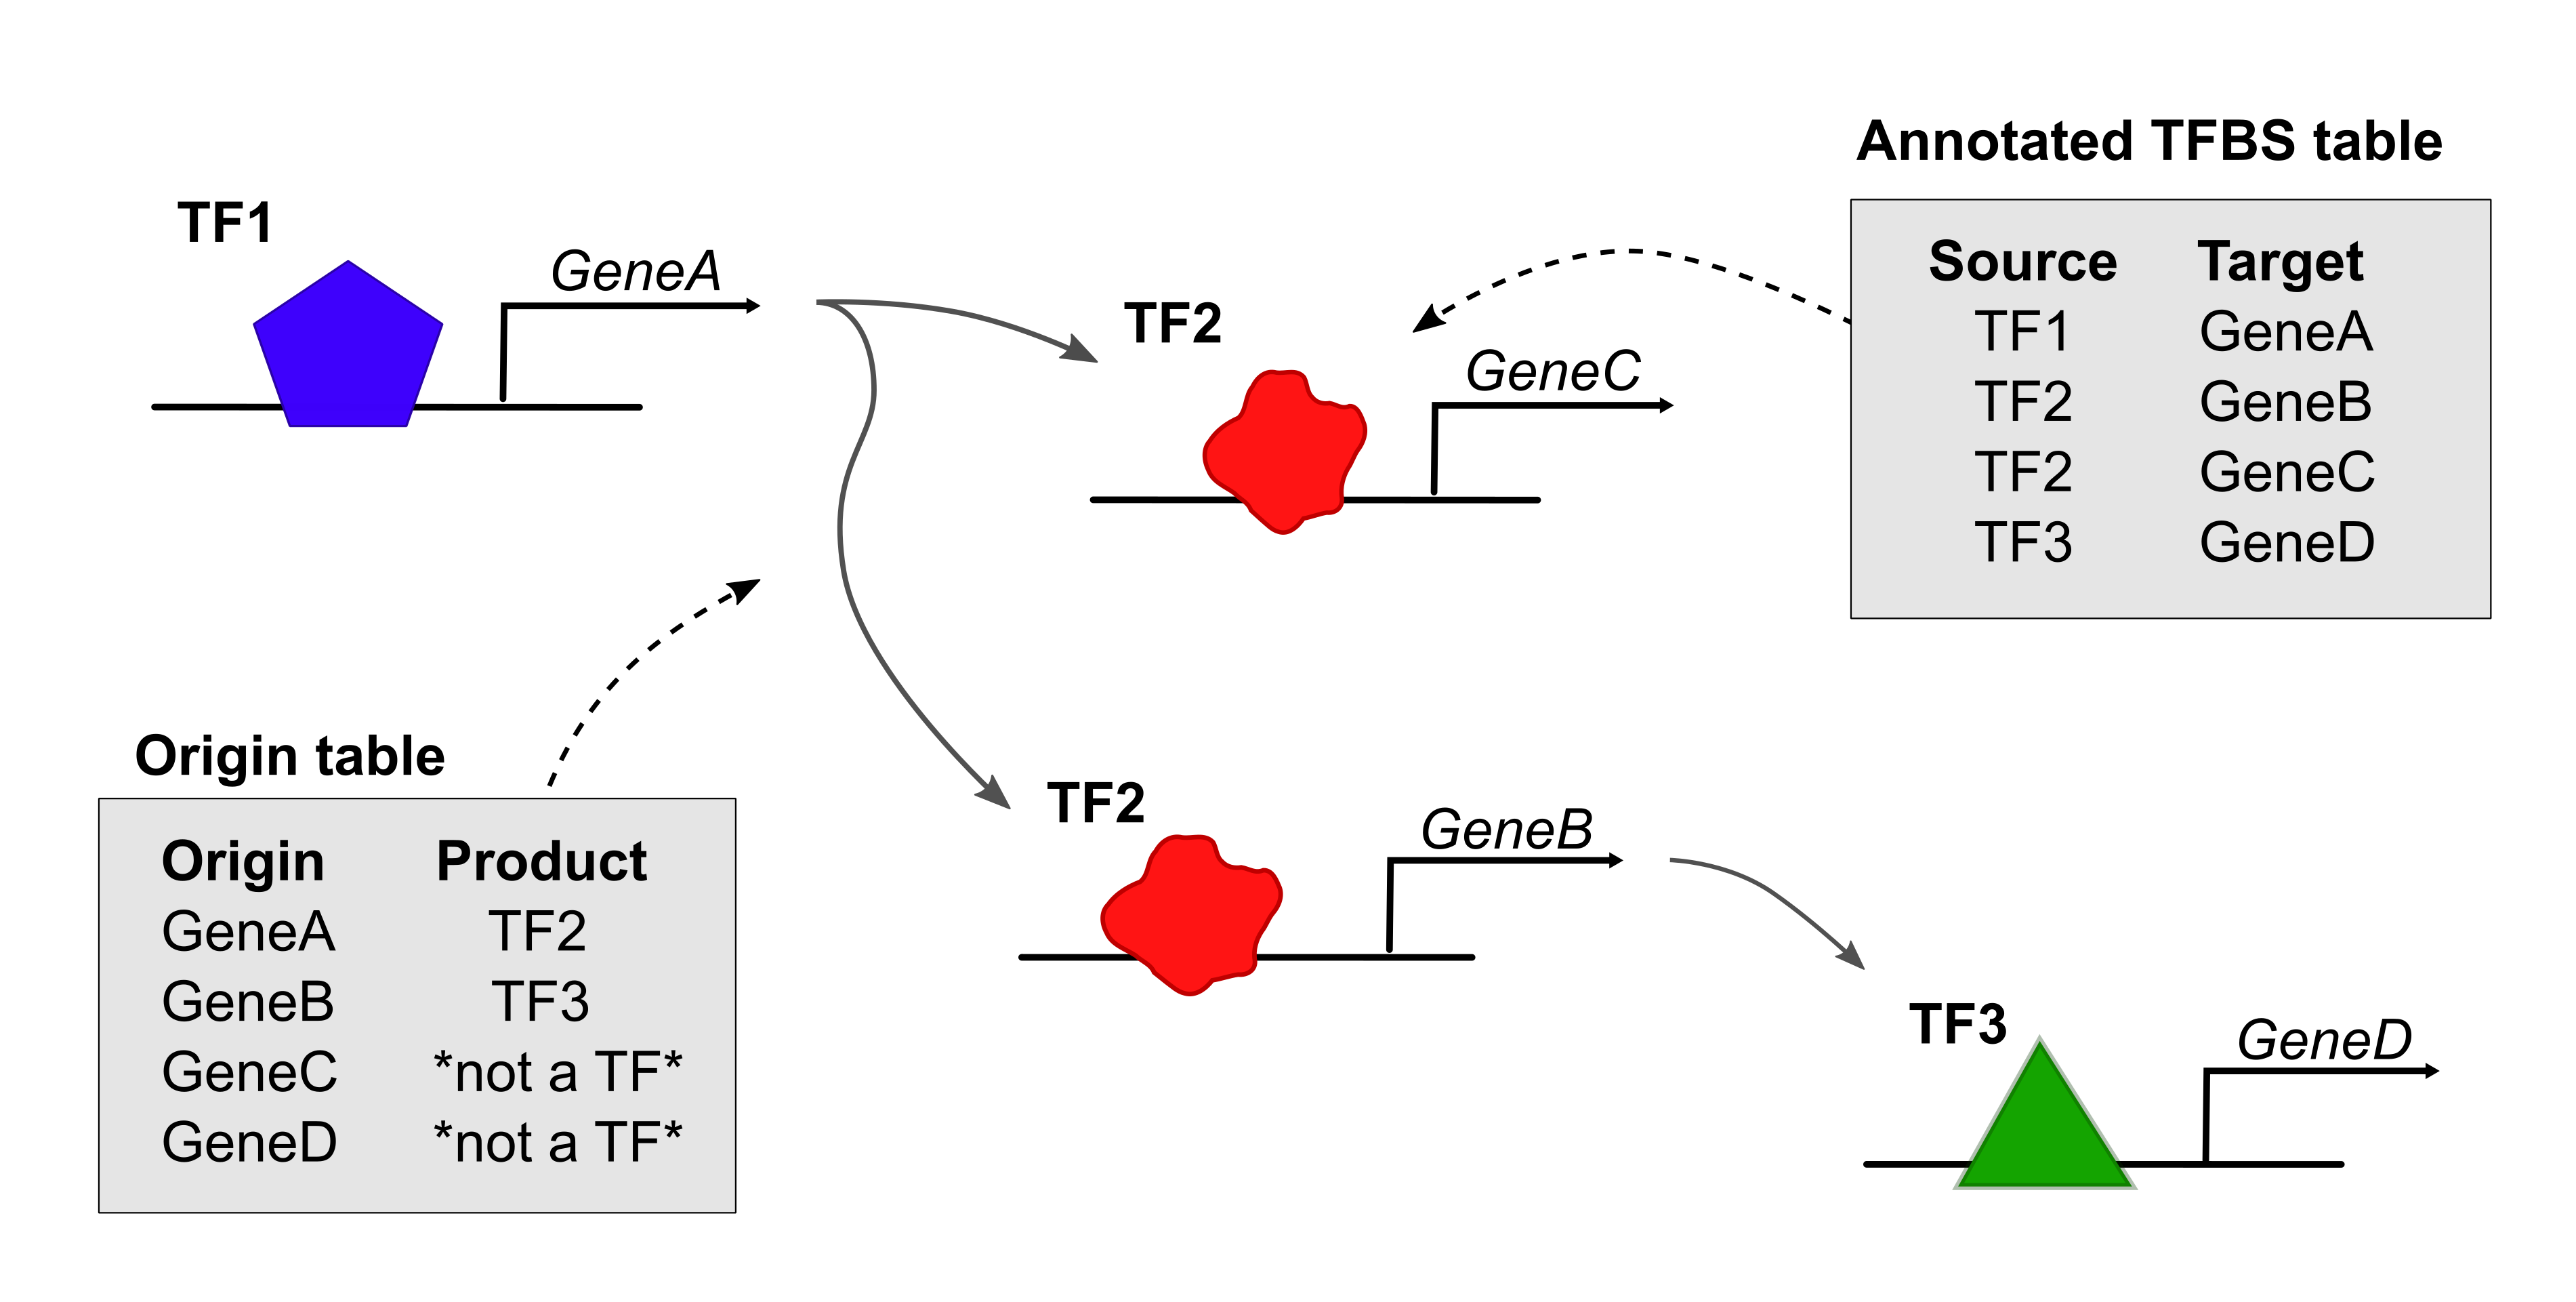 TF1
GeneA
TF2
GeneC
Annotated TFBS table
Source Target
TF1 GeneA
TF2 GeneB
TF2 GeneC
TF3 GeneD
Origin table
Origin Product
GeneA TF2
GeneB TF3
GeneC *not a TF*
GeneD *not a TF*
TF2
GeneB
TF3
GeneD